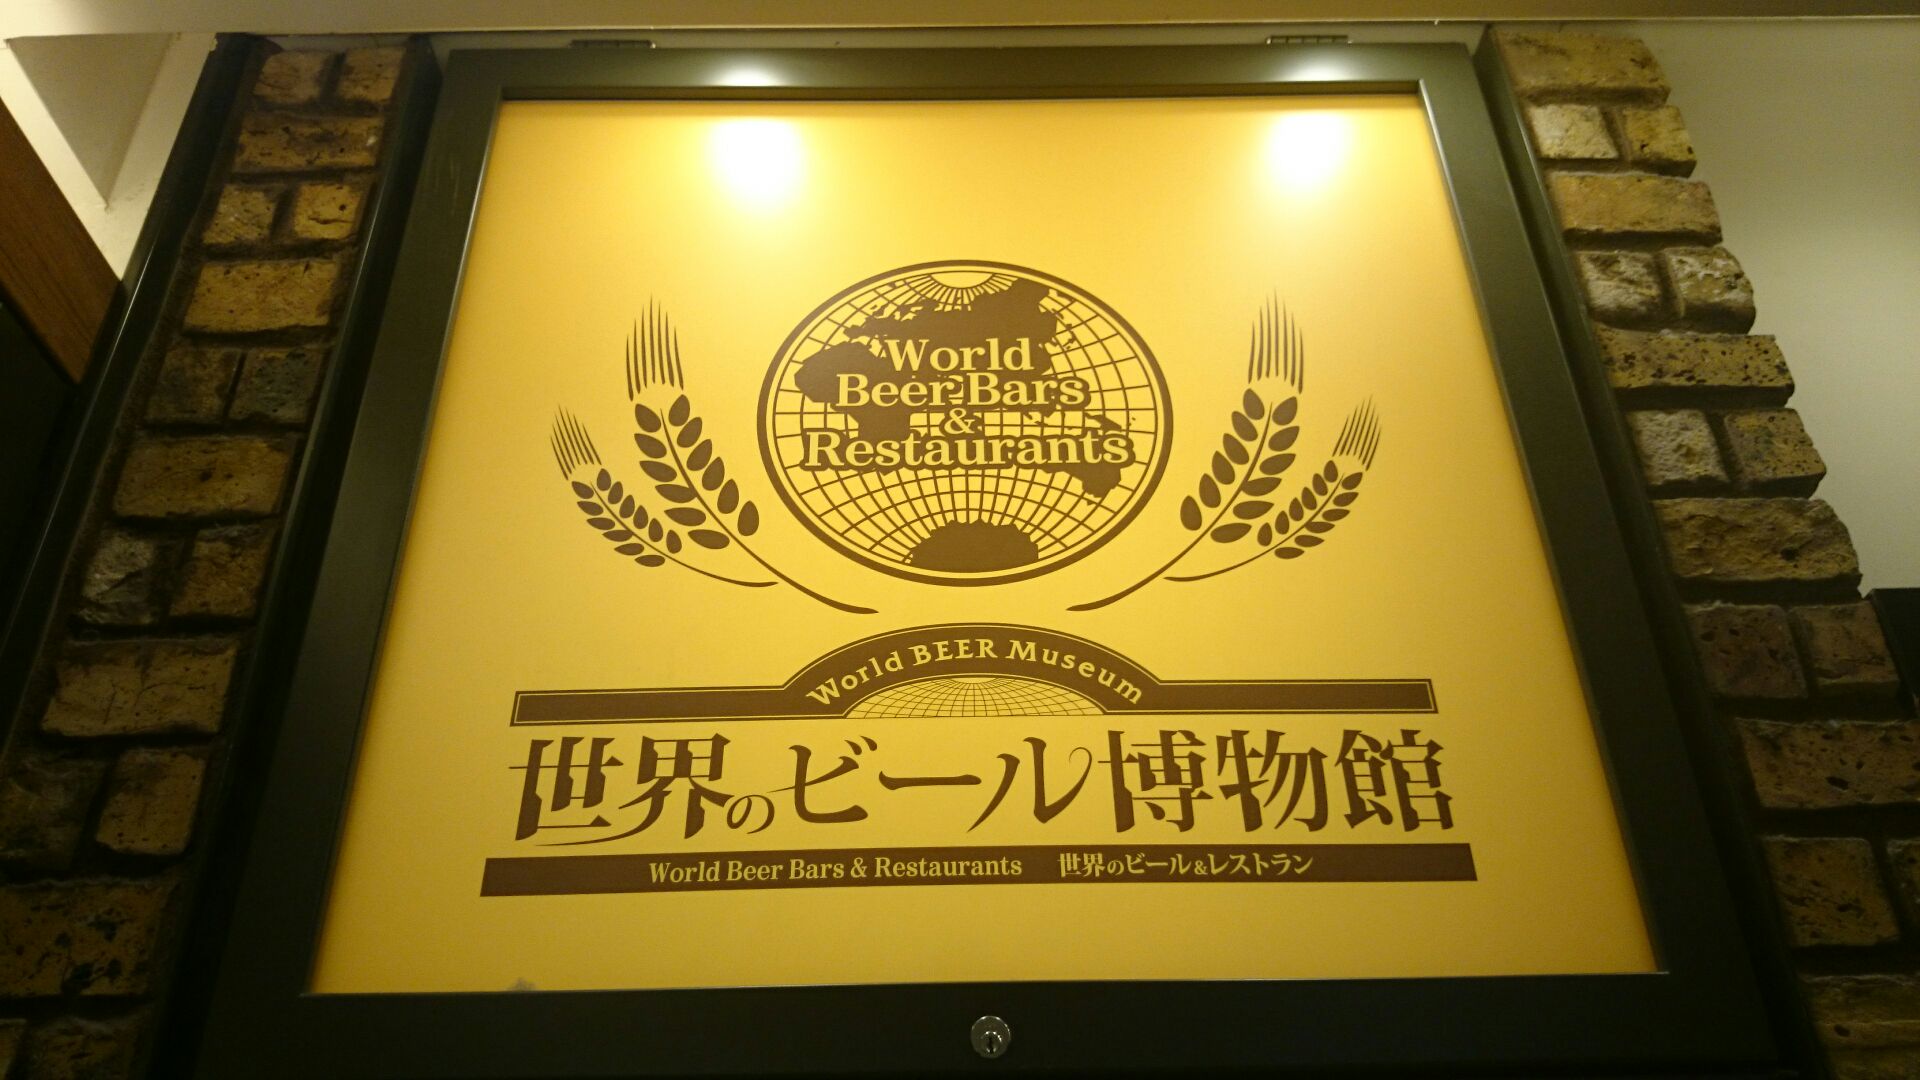 World
Beer Bars
&
Restaurants
World BEER Museum
世界のビール博物館
World Beer Bars & Restaurants 世界のビール&レストラン